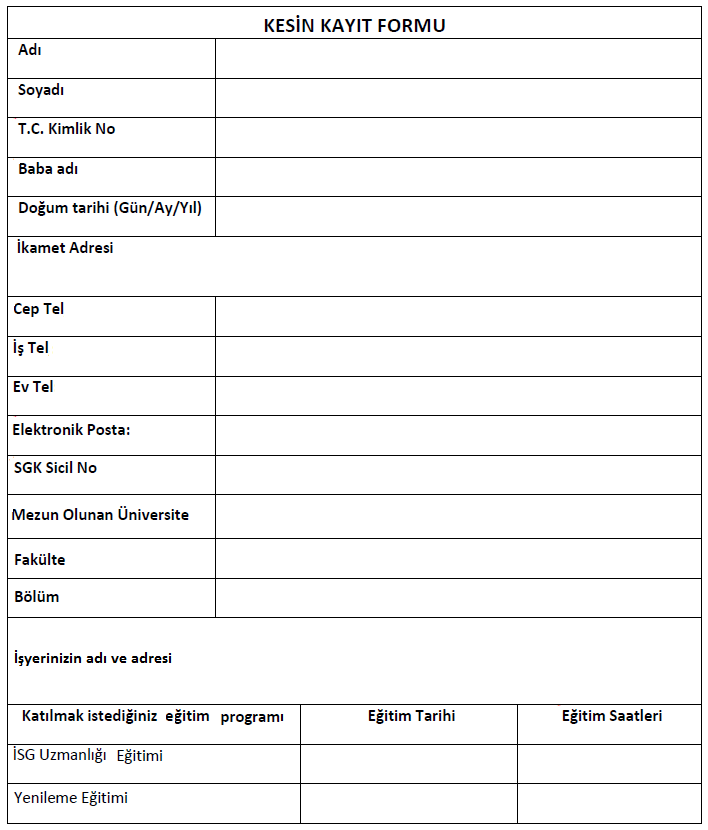 KESİN KAYIT FORMU
Adı
Soyadı
T.C. Kimlik No
Baba adı
Doğum tarihi (Gün/Ay/Yıl)
İkamet Adresi
Cep Tel
İş Tel
Ev Tel
Elektronik Posta:
SGK Sicil No
Mezun Olunan Üniversite
Fakülte
Bölüm
İşyerinizin adı ve adresi
Katılmak istediğiniz eğitim programı Eğitim Tarihi Eğitim Saatleri
İSG Uzmanlığı Eğitimi
Yenileme Eğitimi